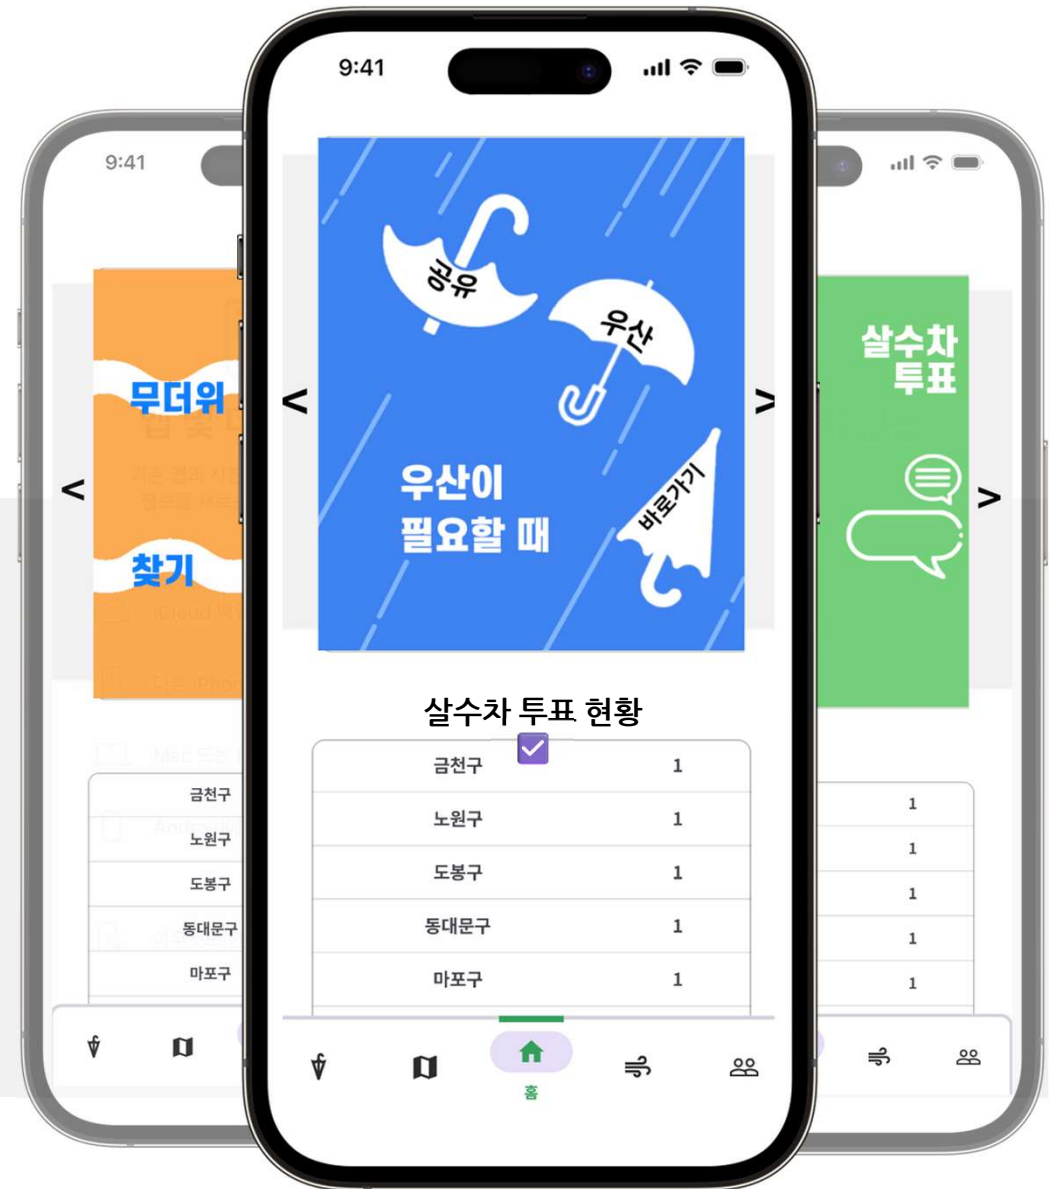 9:41
공유
우산
바로가기
우산이
필요할 때
<
>
살수차 투표 현황
금천구 1
노원구 1
도봉구 1
동대문구 1
마포구 1
홈
9:41
무더위
찾기
<
금천구
노원구
도봉구
동대문구
마포구
살수차
투표
>
1
1
1
1
1